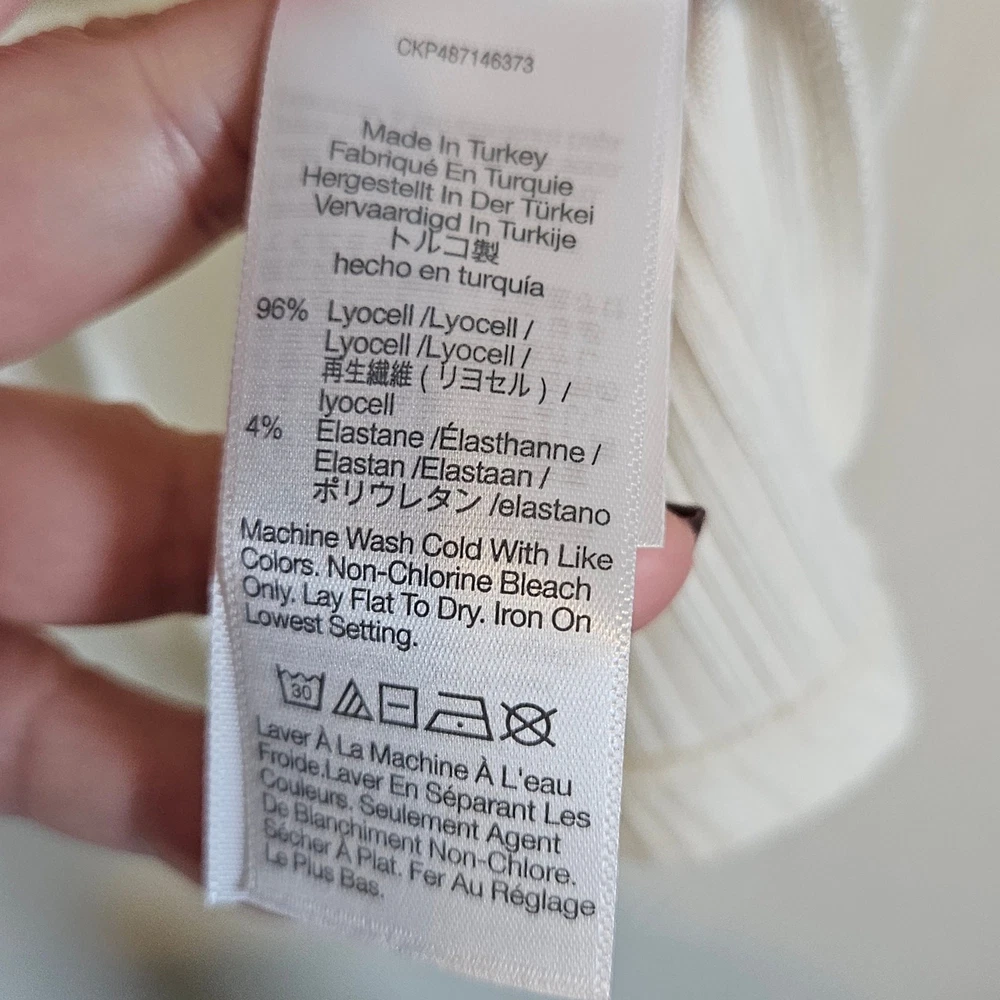 CKP487146373
Made In Turkey
Fabriqué En Turquie
Hergestellt In Der Türkei
Vervaardigd In Turkije
トルコ製
hecho en turquía
96% Lyocell /Lyocell /
Lyocell /Lyocell /
再生繊維 ( リヨセル ) /
lyocell
4% Elastane /Élasthanne /
Elastan /Elastaan /
ポリウレタン /elastano
Machine Wash Cold With Like
Colors. Non-Chlorine Bleach
Only. Lay Flat To Dry. Iron On
Lowest Setting.
30
Laver À La Machine À L'eau
Froide.Laver En Séparant Les
Couleurs. Seulement Agent
De Blanchiment Non-Chlore.
Sécher À Plat. Fer Au Réglage
Le Plus Bas.